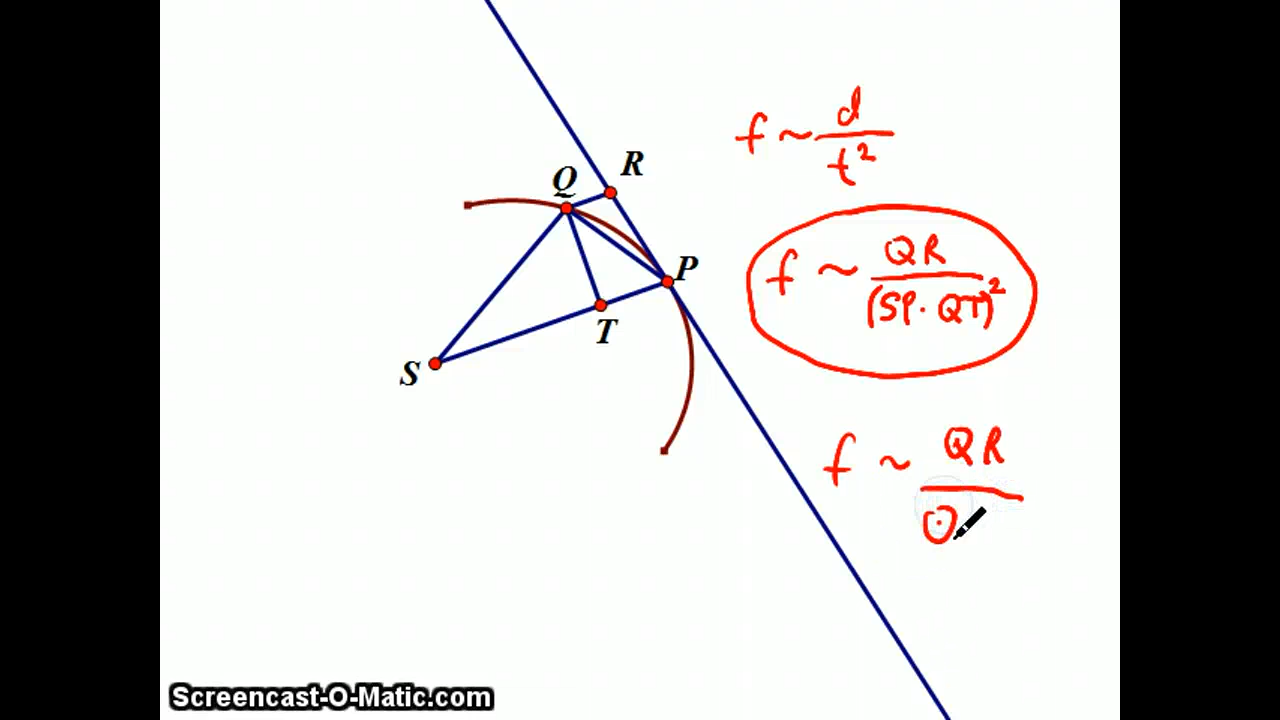 R
Q
P
T
S
f ~ d / t²
f ~ QR / (SP · QT)²
f ~ QR /
Screencast-O-Matic.com